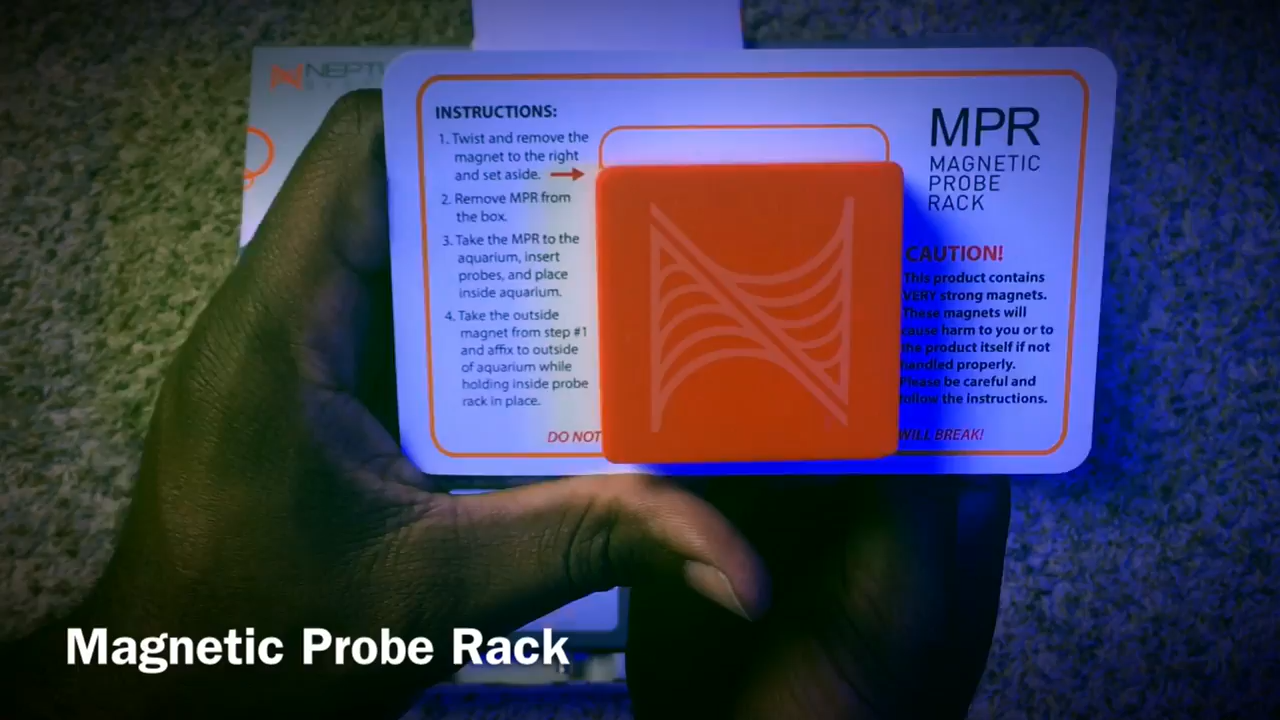 NEPTU
INSTRUCTIONS:
1. Twist and remove the
magnet to the right
and set aside.
2. Remove MPR from
the box.
3. Take the MPR to the
aquarium, insert
probes, and place
inside aquarium.
4. Take the outside
magnet from step #1
and affix to outside
of aquarium while
holding inside probe
rack in place.
DO NOT
MPR
MAGNETIC
PROBE
RACK
CAUTION!
This product contains
VERY strong magnets.
These magnets will
cause harm to you or to
the product itself if not
handled properly.
Please be careful and
follow the instructions.
WILL BREAK!
Magnetic Probe Rack